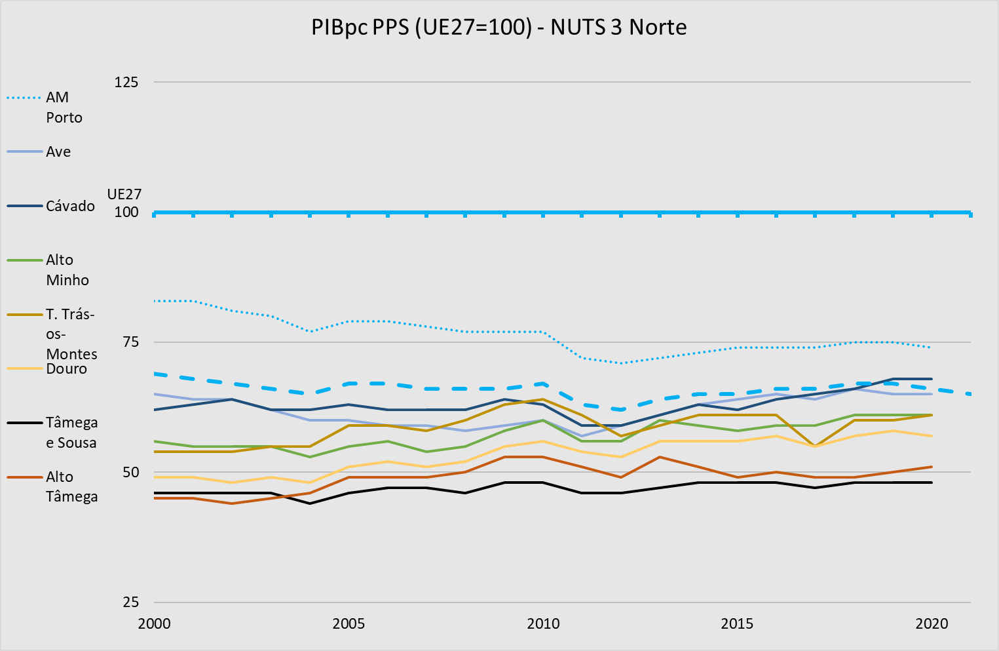 PIBpc PPS (UE27=100) - NUTS 3 Norte
125
AM
Porto
Ave
UE27
Cávado
100
Alto
Minho
T. Trás-
os-
Montes
75
Douro
Tâmega
e Sousa
50
Alto
Tâmega
25
2000 2005 2010 2015 2020